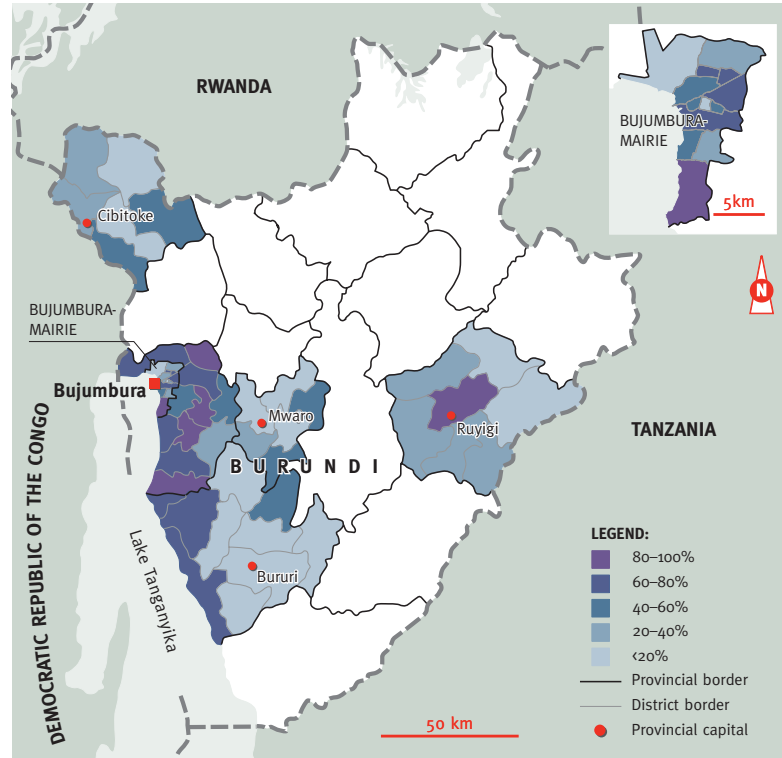 RWANDA
BUJUMBURA-
MAIRIE
5km
Cibitoke
N
BUJUMBURA-
MAIRIE
Bujumbura
Mwaro
Ruyigi
TANZANIA
BURUNDI
DEMOCRATIC REPUBLIC OF THE CONGO
Lake Tanganyika
Bururi
LEGEND:
80–100%
60–80%
40–60%
20–40%
<20%
Provincial border
District border
Provincial capital
50 km